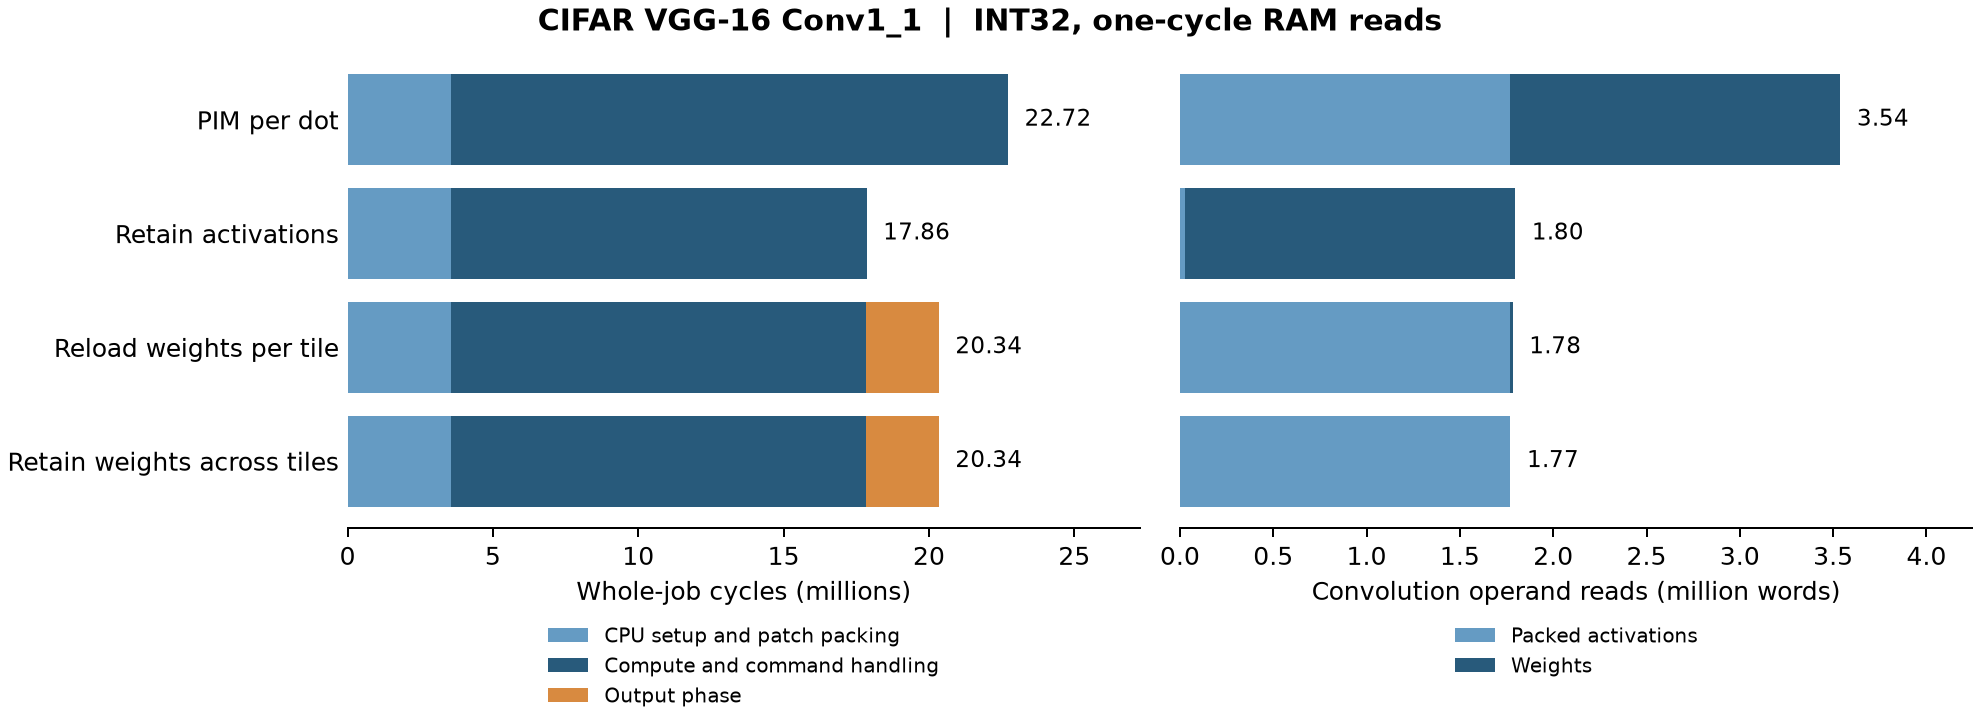 CIFAR VGG-16 Conv1_1 | INT32, one-cycle RAM reads
PIM per dot
22.72
3.54
Retain activations
17.86
1.80
Reload weights per tile
20.34
1.78
Retain weights across tiles
20.34
1.77
0 5 10 15 20 25
0.0 0.5 1.0 1.5 2.0 2.5 3.0 3.5 4.0
Whole-job cycles (millions)
Convolution operand reads (million words)
CPU setup and patch packing
Compute and command handling
Output phase
Packed activations
Weights